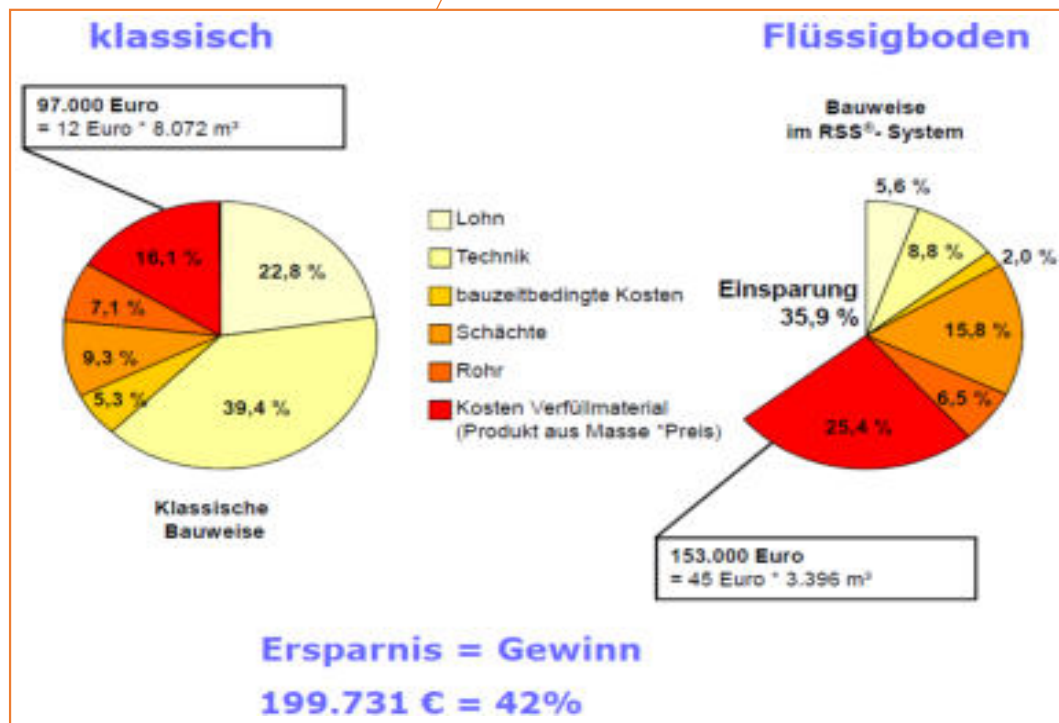 klassisch
Flüssigboden
97.000 Euro
= 12 Euro * 8.072 m³
Bauweise
im RSS®- System
16,1 %
22,8 %
7,1 %
9,3 %
5,3 %
39,4 %
Klassische
Bauweise
Lohn
Technik
bauzeitbedingte Kosten
Schächte
Rohr
Kosten Verfüllmaterial
(Produkt aus Masse *Preis)
5,6 %
8,8 %
2,0 %
Einsparung
35,9 %
15,8 %
6,5 %
25,4 %
153.000 Euro
= 45 Euro * 3.396 m³
Ersparnis = Gewinn
199.731 € = 42%